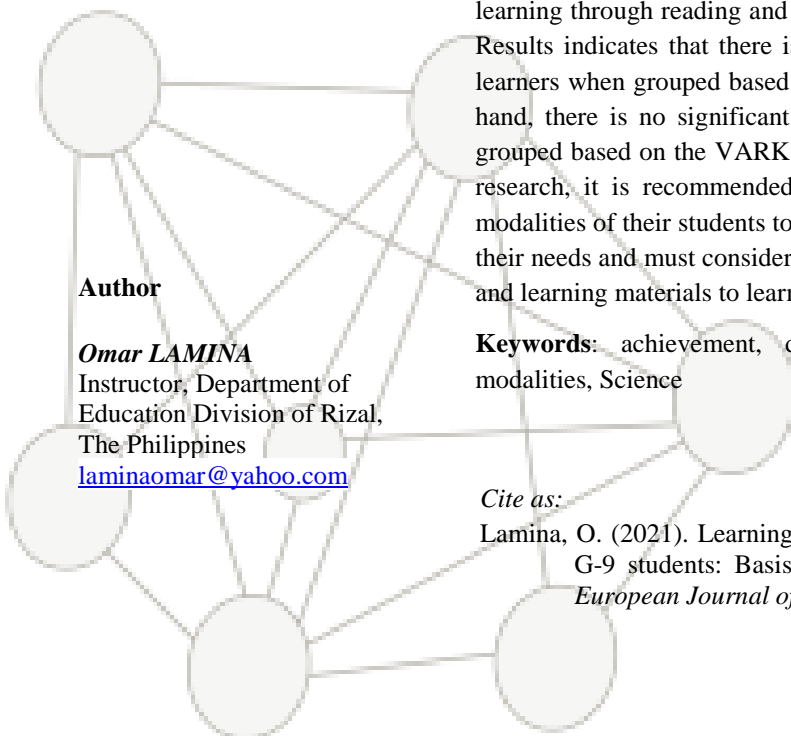 learning through reading and
Results indicates that there is
learners when grouped based
hand, there is no significant
grouped based on the VARK
research, it is recommended
modalities of their students to
their needs and must consider
and learning materials to learn
Author
Omar LAMINA
Instructor, Department of
Education Division of Rizal,
The Philippines
laminaomar@yahoo.com
Keywords: achievement,
modalities, Science
Cite as:
Lamina, O. (2021). Learning
G-9 students: Basis
European Journal of